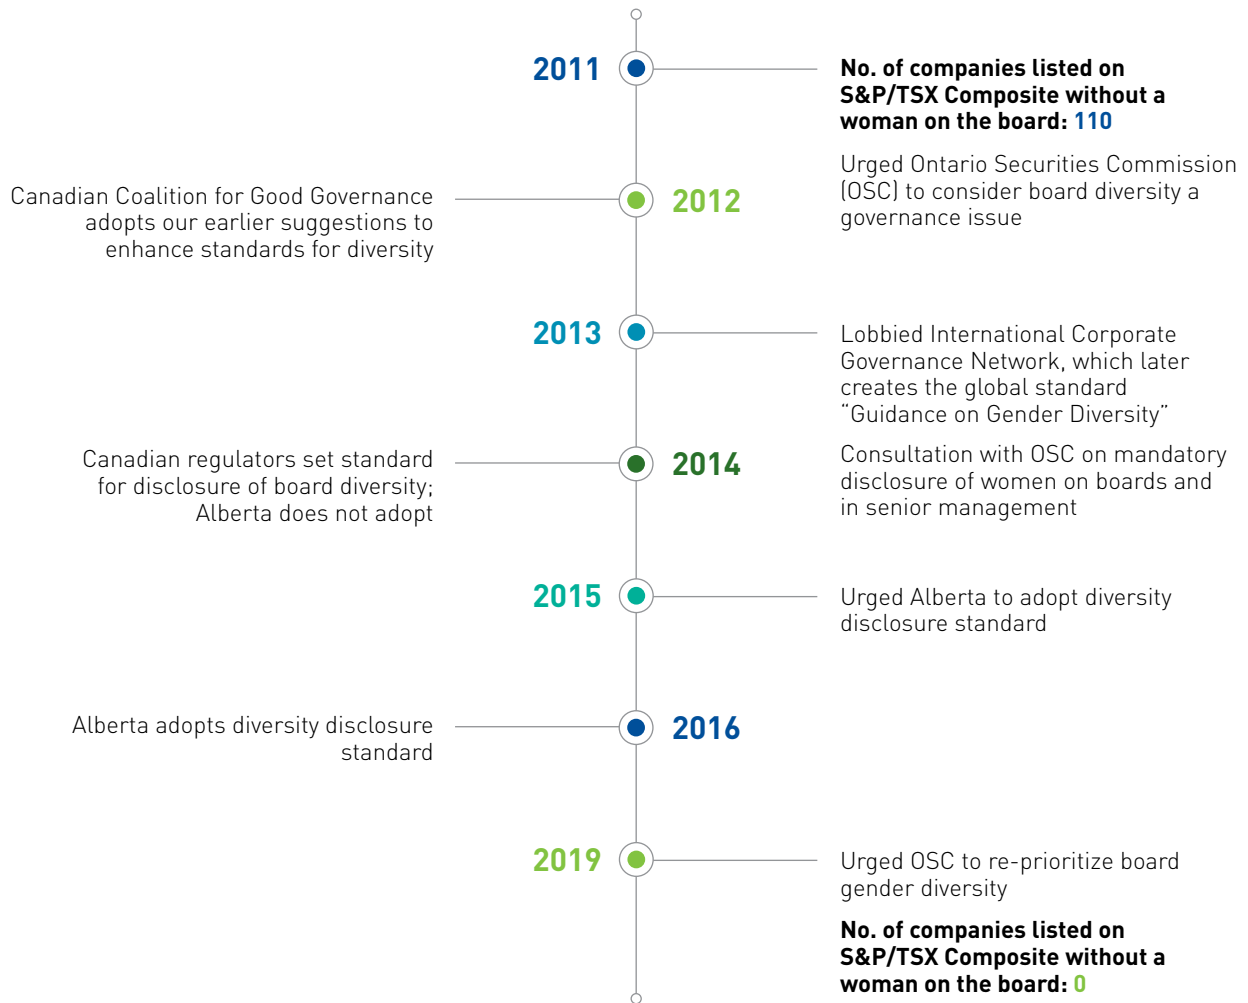 2011
No. of companies listed on
S&P/TSX Composite without a
woman on the board: 110
Urged Ontario Securities Commission
(OSC) to consider board diversity a
governance issue
Canadian Coalition for Good Governance
adopts our earlier suggestions to
enhance standards for diversity
2012
2013
Lobbied International Corporate
Governance Network, which later
creates the global standard
“Guidance on Gender Diversity”
Canadian regulators set standard
for disclosure of board diversity;
Alberta does not adopt
2014
Consultation with OSC on mandatory
disclosure of women on boards and
in senior management
2015
Urged Alberta to adopt diversity
disclosure standard
Alberta adopts diversity disclosure
standard
2016
2019
Urged OSC to re-prioritize board
gender diversity
No. of companies listed on
S&P/TSX Composite without a
woman on the board: 0